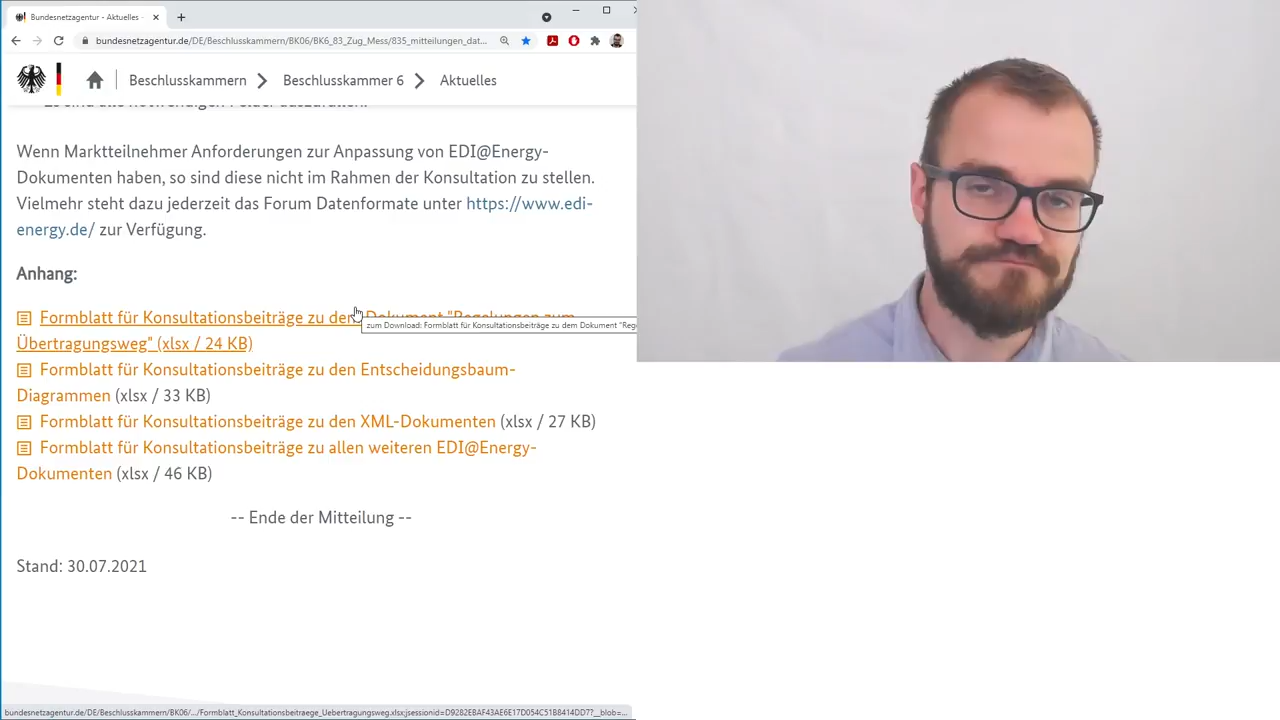 Bundesnetzagentur - Aktuelles -
bundesnetzagentur.de/DE/Beschlusskammern/BK06/BK6_83_Zug_Mess/835_mitteilungen_dat...
Beschlusskammern
Beschlusskammer 6
Aktuelles
Wenn Marktteilnehmer Anforderungen zur Anpassung von EDI@Energy-
Dokumenten haben, so sind diese nicht im Rahmen der Konsultation zu stellen.
Vielmehr steht dazu jederzeit das Forum Datenformate unter https://www.edi-
energy.de/ zur Verfügung.
Anhang:
Formblatt für Konsultationsbeiträge zu dem Dokument "Regelungen zum
zum Download: Formblatt für Konsultationsbeiträge zu dem Dokument "Rege
Übertragungsweg" (xlsx / 24 KB)
Formblatt für Konsultationsbeiträge zu den Entscheidungsbaum-
Diagrammen (xlsx / 33 KB)
Formblatt für Konsultationsbeiträge zu den XML-Dokumenten (xlsx / 27 KB)
Formblatt für Konsultationsbeiträge zu allen weiteren EDI@Energy-
Dokumenten (xlsx / 46 KB)
-- Ende der Mitteilung --
Stand: 30.07.2021
bundesnetzagentur.de/DE/Beschlusskammern/BK06/.../Formblatt_Konsultationsbeitraege_Uebertragungsweg.xlsx;jsessionid=D9282EBAF43AE6E17D054C51B8414DD7?__blob=...